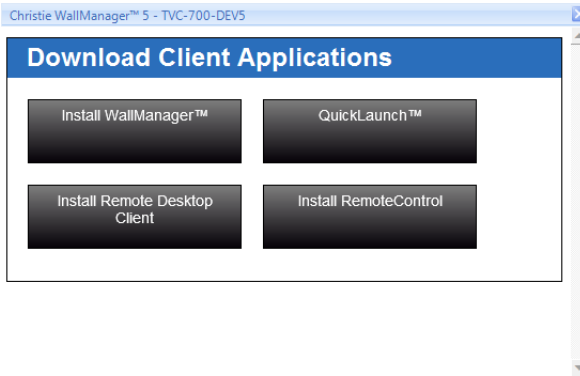 Christie WallManager™ 5 - TVC-700-DEV5
Download Client Applications
Install WallManager™
QuickLaunch™
Install Remote Desktop
Client
Install RemoteControl